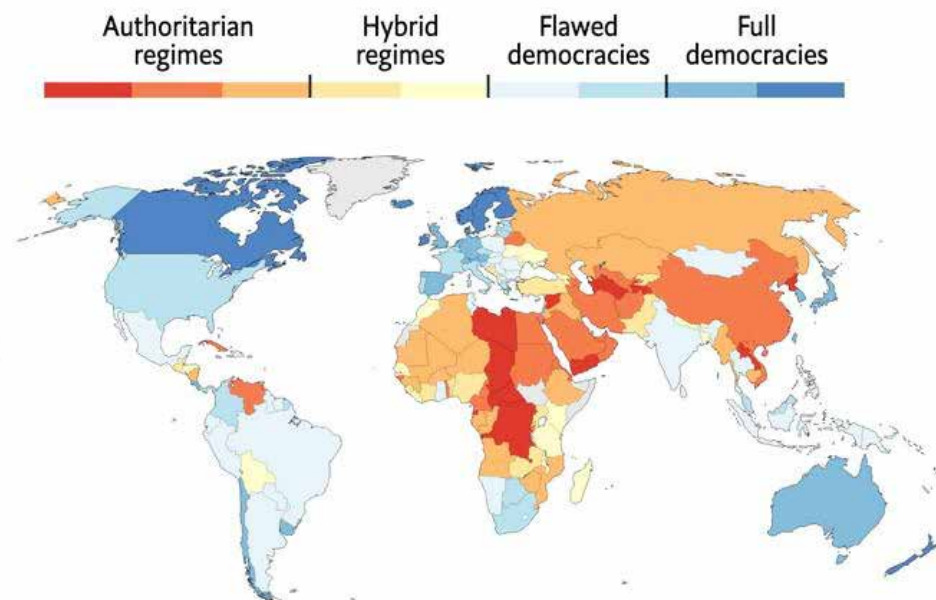 Authoritarian
regimes
Hybrid
regimes
Flawed
democracies
Full
democracies